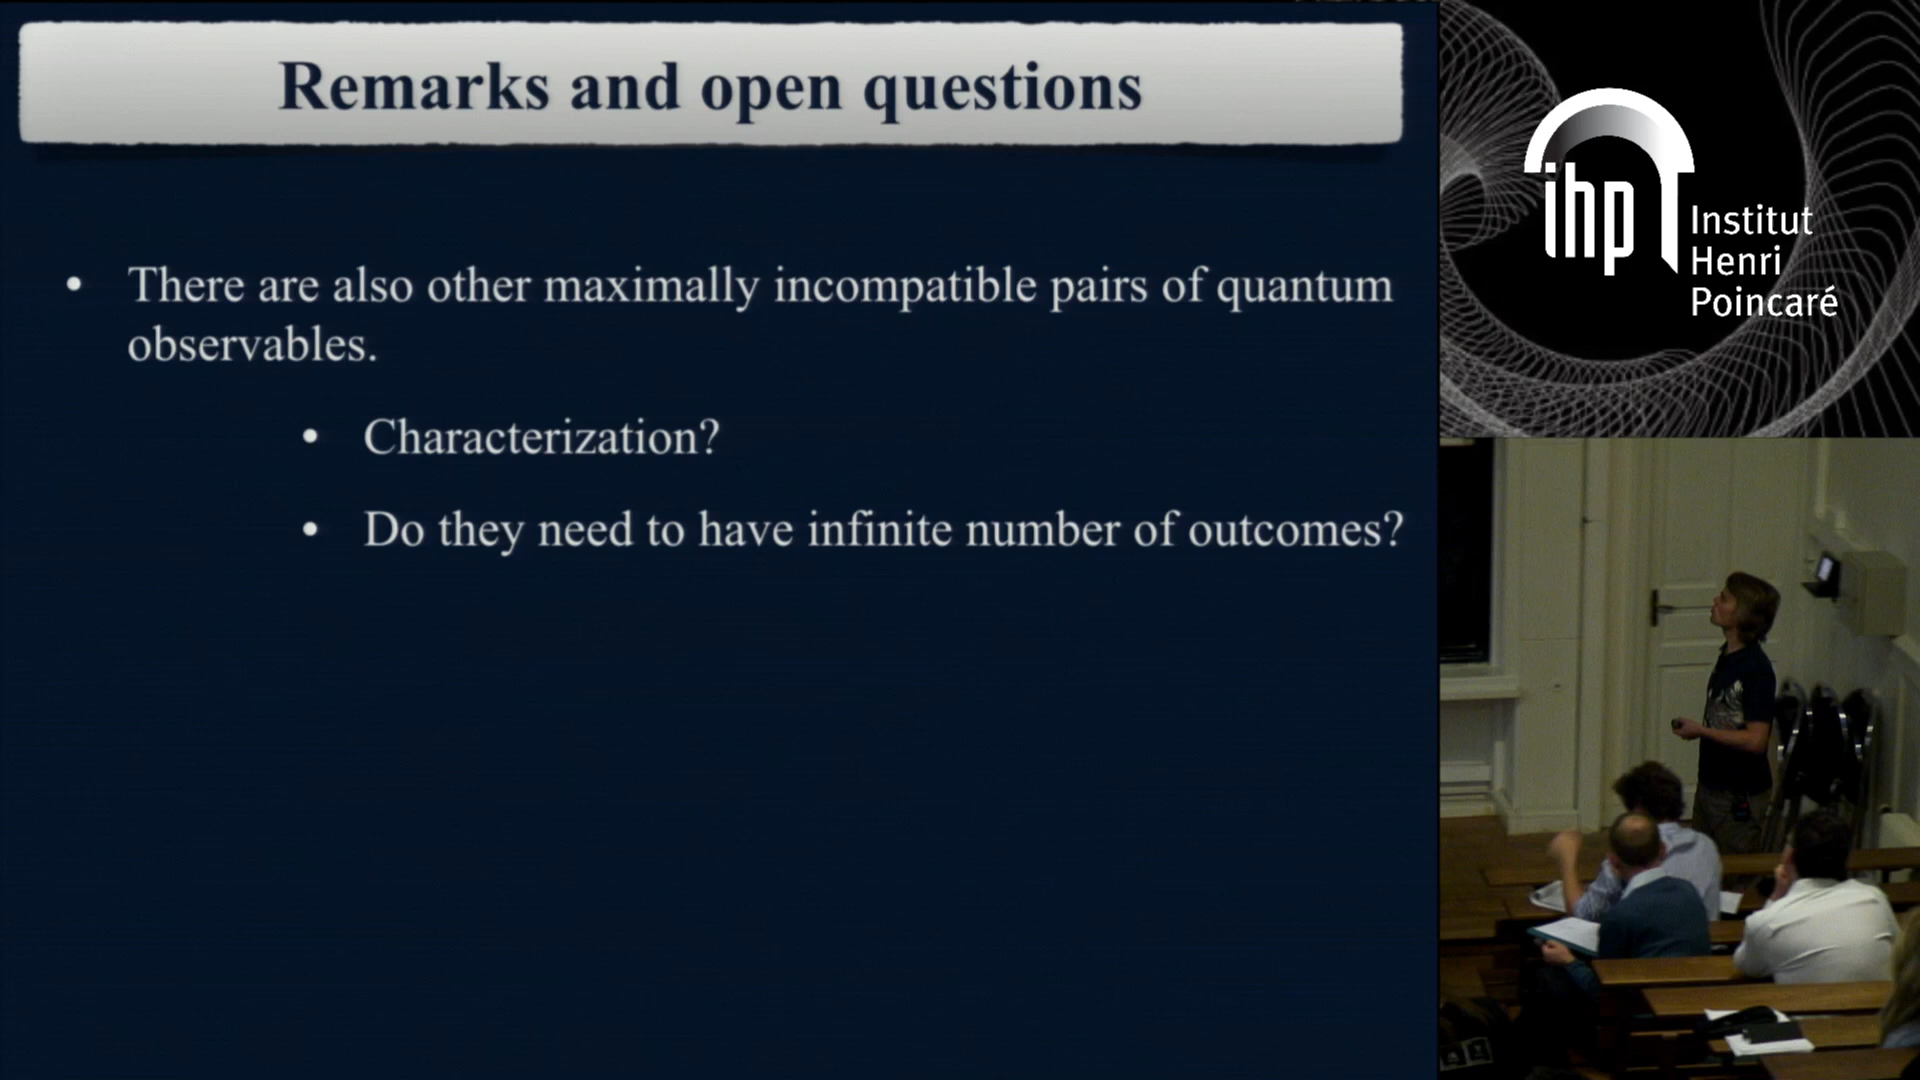 Remarks and open questions
• There are also other maximally incompatible pairs of quantum
observables.
• Characterization?
• Do they need to have infinite number of outcomes?
ihp
Institut
Henri
Poincaré